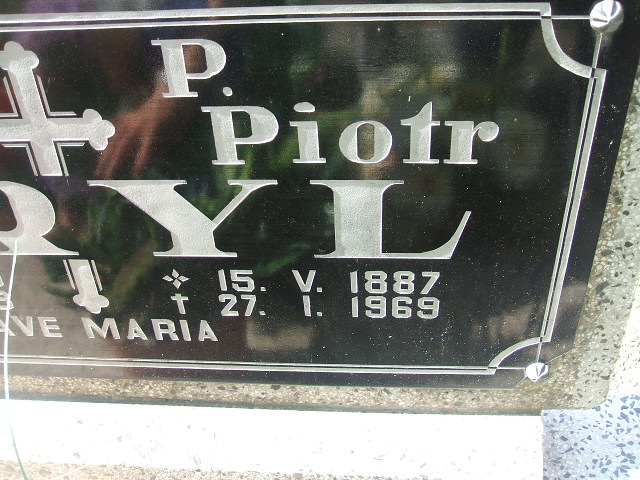 P.
Piotr
RYL
15. V. 1887
27. I. 1969
AVE MARIA